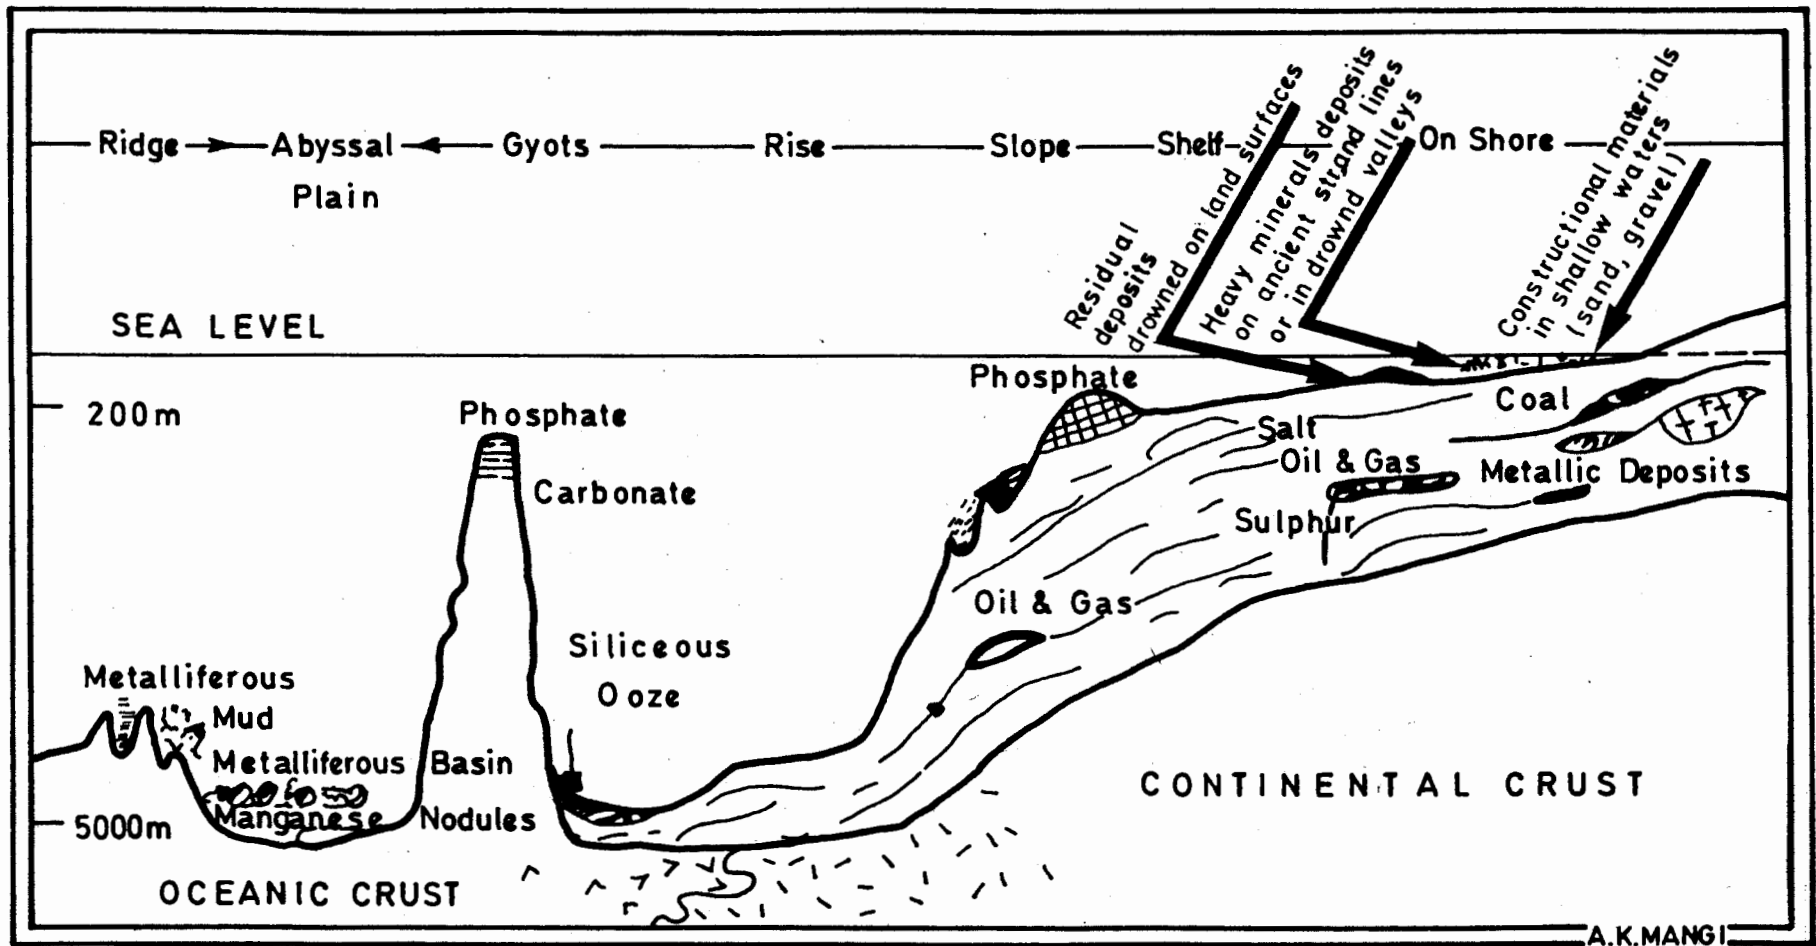 Ridge
Abyssal
Plain
Gyots
Rise
Slope
Shelf
On Shore
Residual
deposits
drowned on land surfaces
Heavy minerals deposits
on ancient strand lines
or in drownd valleys
Constructional materials
in shallow waters
(sand, gravel)
SEA LEVEL
200m
Phosphate
Carbonate
Phosphate
Salt
Coal
Oil & Gas
Metallic Deposits
Sulphur
Oil & Gas
Siliceous
Ooze
Metalliferous
Mud
Metalliferous Basin
Manganese Nodules
5000m
OCEANIC CRUST
CONTINENTAL CRUST
A.K.MANGI